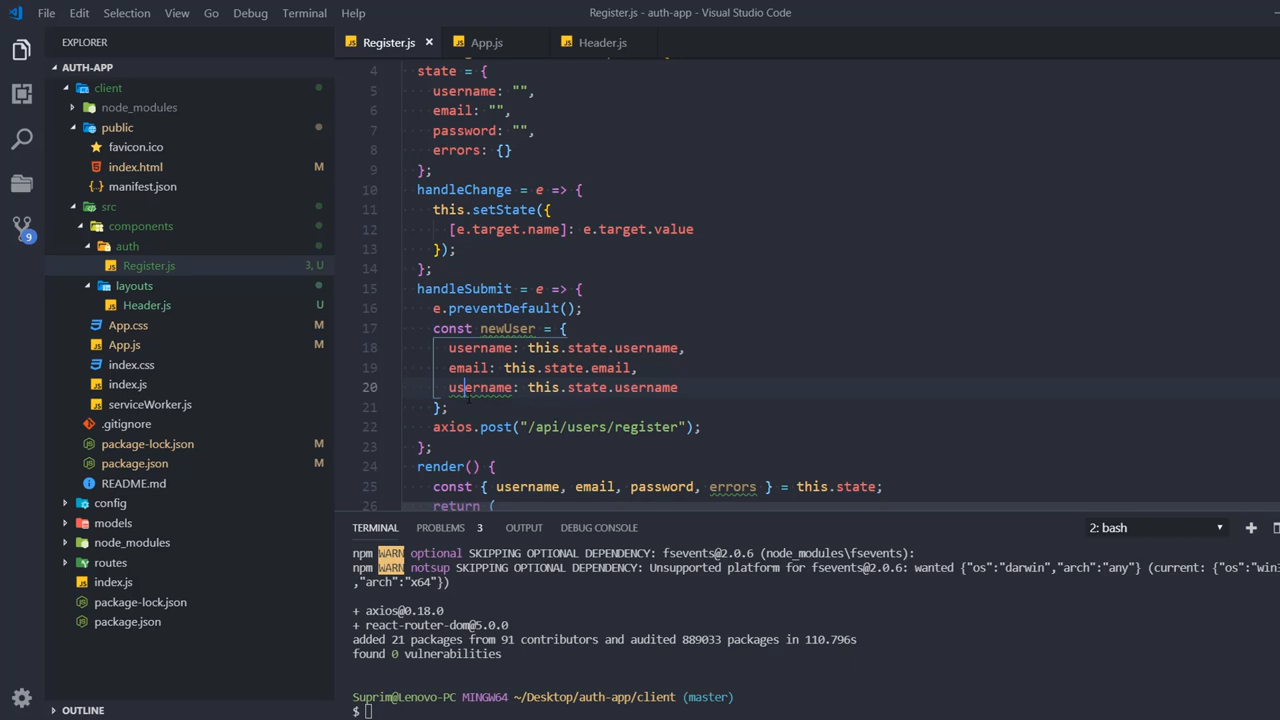 File Edit Selection View Go Debug Terminal Help
Register.js - auth-app - Visual Studio Code
EXPLORER
AUTH-APP
client
node_modules
public
favicon.ico
index.html M
manifest.json
src
components
auth
Register.js 3, U
layouts
Header.js U
App.css
App.js
index.css
index.js
serviceWorker.js
.gitignore
package-lock.json M
package.json M
README.md
config
models
node_modules
routes
index.js
package-lock.json
package.json
OUTLINE
9
Register.js App.js Header.js
4 state = {
5 username: "",
6 email: "",
7 password: "",
8 errors: {}
9 };
10 handleChange = e => {
11 this.setState({
12 [e.target.name]: e.target.value
13 });
14 };
15 handleSubmit = e => {
16 e.preventDefault();
17 const newUser = {
18 username: this.state.username,
19 email: this.state.email,
20 username: this.state.username
21 };
22 axios.post("/api/users/register");
23 };
24 render() {
25 const { username, email, password, errors } = this.state;
26 return (
TERMINAL PROBLEMS 3 OUTPUT DEBUG CONSOLE 2: bash
npm WARN optional SKIPPING OPTIONAL DEPENDENCY: fsevents@2.0.6 (node_modules\fsevents):
npm WARN notsup SKIPPING OPTIONAL DEPENDENCY: Unsupported platform for fsevents@2.0.6: wanted {"os":"darwin","arch":"any"} (current: {"os":"win3
,"arch":"x64"})
+ axios@0.18.0
+ react-router-dom@5.0.0
added 21 packages from 91 contributors and audited 889033 packages in 110.796s
found 0 vulnerabilities
Suprim@Lenovo-PC MINGW64 ~/Desktop/auth-app/client (master)
$